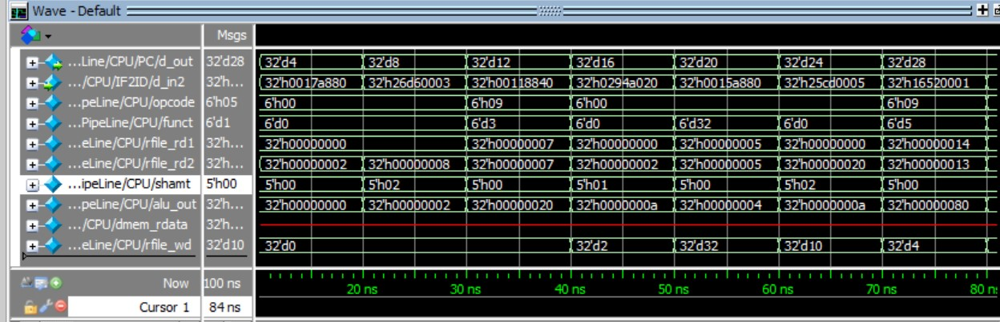 Wave - Default
Msgs
...Line/CPU/PC/d_out 32'd28 32'd4 32'd8 32'd12 32'd16 32'd20 32'd24 32'd28
.../CPU/IF2ID/d_in2 32'h... 32'h0017a880 32'h26d60003 32'h00118840 32'h0294a020 32'h0015a880 32'h25cd0005 32'h16520001
...peLine/CPU/opcode 6'h05 6'h00 6'h09 6'h00 6'h09
...PipeLine/CPU/funct 6'd1 6'd0 6'd3 6'd0 6'd32 6'd0 6'd5
...eLine/CPU/rfile_rd1 32'h... 32'h00000000 32'h00000007 32'h00000000 32'h00000005 32'h00000000 32'h00000014
...eLine/CPU/rfile_rd2 32'h... 32'h00000002 32'h00000008 32'h00000007 32'h00000002 32'h00000005 32'h00000020 32'h00000013
...ipeLine/CPU/shamt 5'h00 5'h00 5'h02 5'h00 5'h01 5'h00 5'h02 5'h00
...peLine/CPU/alu_out 32'h... 32'h00000000 32'h00000002 32'h00000020 32'h0000000a 32'h00000004 32'h0000000a 32'h00000080
.../CPU/dmem_rdata 32'h...
...eLine/CPU/rfile_wd 32'd10 32'd0 32'd2 32'd32 32'd10 32'd4
Now 100 ns 20 ns 30 ns 40 ns 50 ns 60 ns 70 ns 80 n
Cursor 1 84 ns